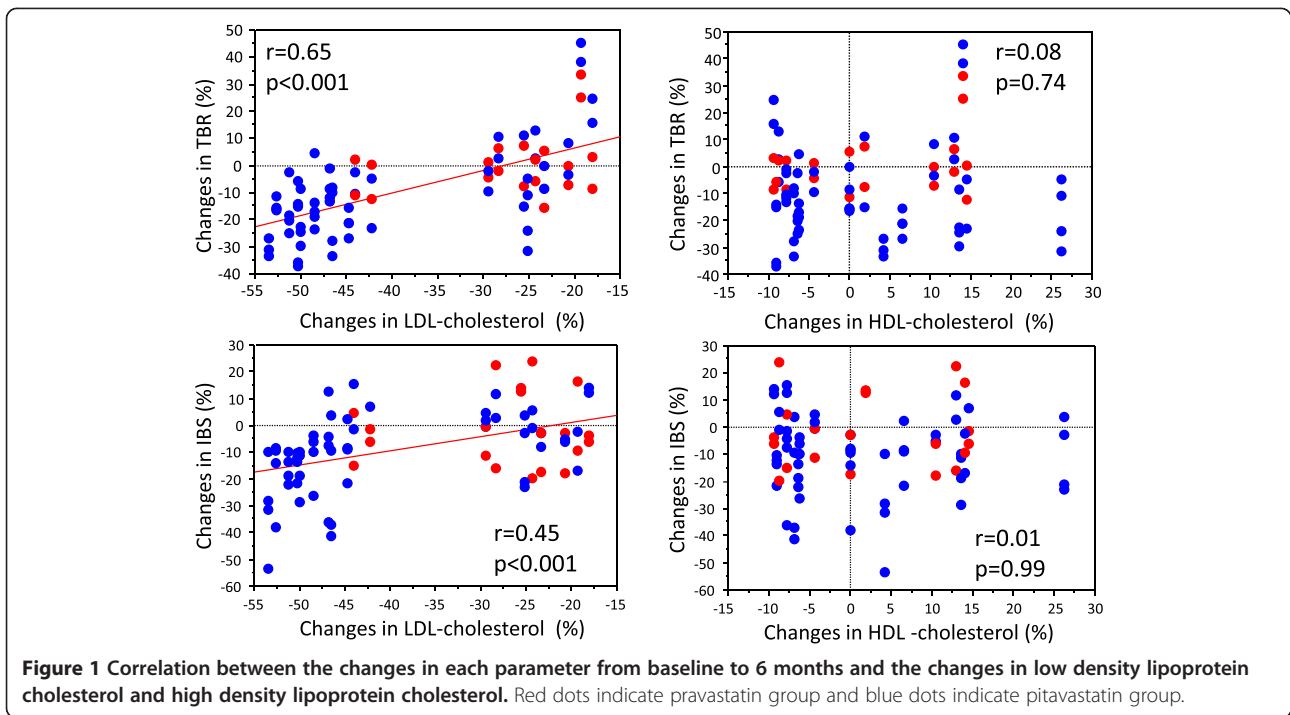 50
40
30
20
10
0
-10
-20
-30
-40
Changes in TBR (%)
r=0.65
p<0.001
-55 -50 -45 -40 -35 -30 -25 -20 -15
Changes in LDL-cholesterol (%)
50
40
30
20
10
0
-10
-20
-30
-40
Changes in TBR (%)
r=0.08
p=0.74
-15 -10 -5 0 5 10 15 20 25 30
Changes in HDL-cholesterol (%)
30
20
10
0
-10
-20
-30
-40
-50
-60
Changes in IBS (%)
r=0.45
p<0.001
-55 -50 -45 -40 -35 -30 -25 -20 -15
Changes in LDL-cholesterol (%)
30
20
10
0
-10
-20
-30
-40
-50
-60
Changes in IBS (%)
r=0.01
p=0.99
-15 -10 -5 0 5 10 15 20 25 30
Changes in HDL -cholesterol (%)
Figure 1 Correlation between the changes in each parameter from baseline to 6 months and the changes in low density lipoprotein
cholesterol and high density lipoprotein cholesterol. Red dots indicate pravastatin group and blue dots indicate pitavastatin group.